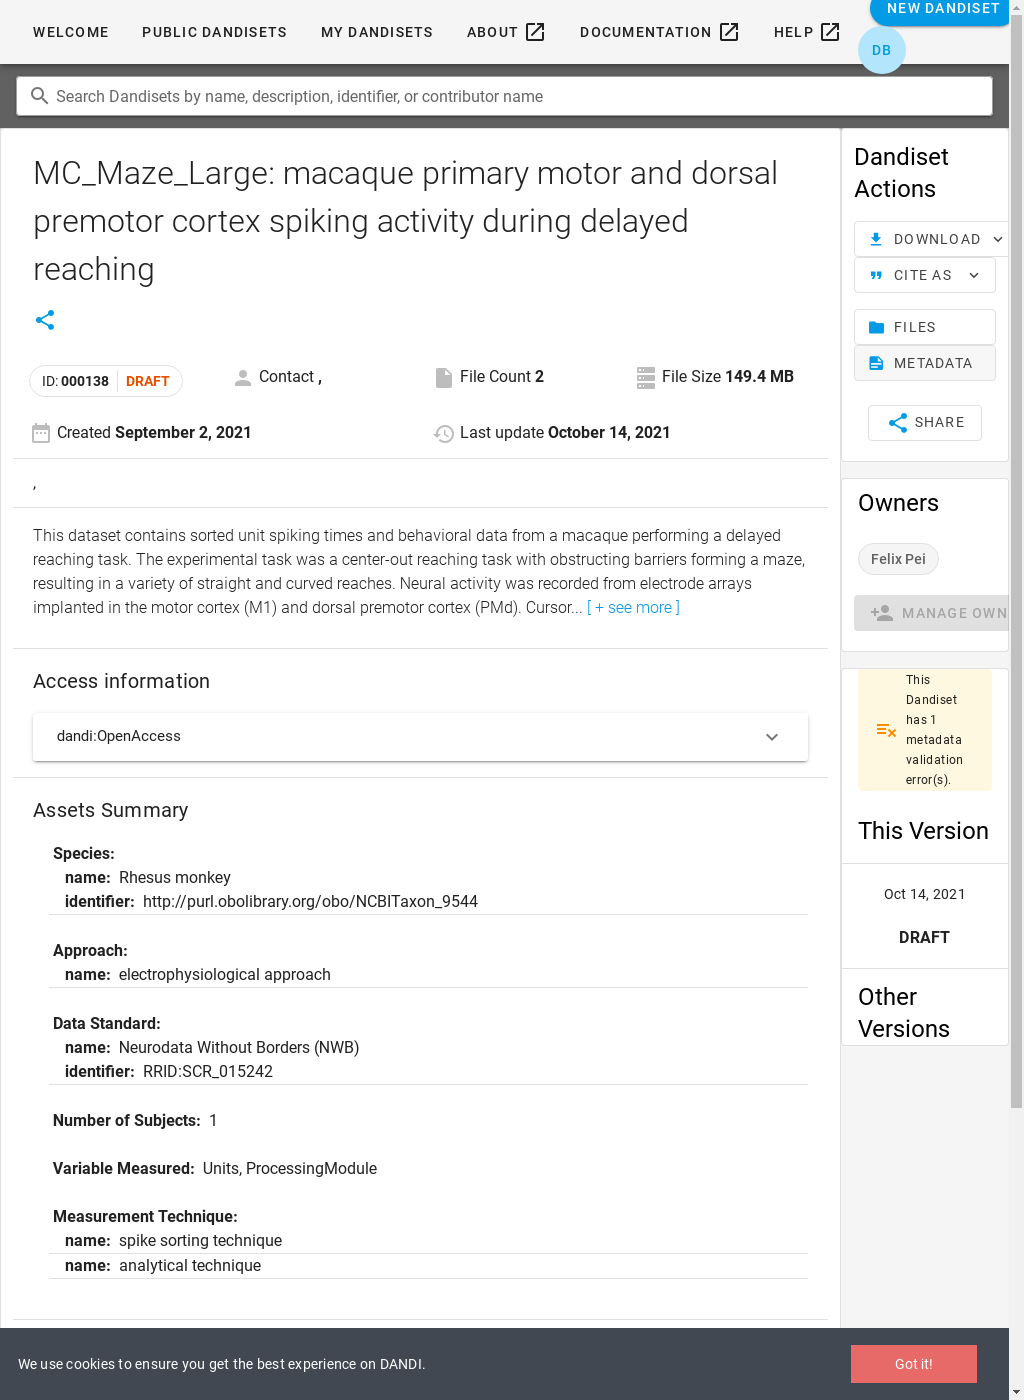 WELCOME
PUBLIC DANDISETS
MY DANDISETS
ABOUT
DOCUMENTATION
HELP
NEW DANDISET
DB
Search Dandisets by name, description, identifier, or contributor name
MC_Maze_Large: macaque primary motor and dorsal
premotor cortex spiking activity during delayed
reaching
ID: 000138 DRAFT
Contact ,
File Count 2
File Size 149.4 MB
Created September 2, 2021
Last update October 14, 2021
,
This dataset contains sorted unit spiking times and behavioral data from a macaque performing a delayed
reaching task. The experimental task was a center-out reaching task with obstructing barriers forming a maze,
resulting in a variety of straight and curved reaches. Neural activity was recorded from electrode arrays
implanted in the motor cortex (M1) and dorsal premotor cortex (PMd). Cursor... [ + see more ]
Access information
dandi:OpenAccess
Assets Summary
Species:
name: Rhesus monkey
identifier: http://purl.obolibrary.org/obo/NCBITaxon_9544
Approach:
name: electrophysiological approach
Data Standard:
name: Neurodata Without Borders (NWB)
identifier: RRID:SCR_015242
Number of Subjects: 1
Variable Measured: Units, ProcessingModule
Measurement Technique:
name: spike sorting technique
name: analytical technique
Dandiset
Actions
DOWNLOAD
CITE AS
FILES
METADATA
SHARE
Owners
Felix Pei
MANAGE OWN
This
Dandiset
has 1
metadata
validation
error(s).
This Version
Oct 14, 2021
DRAFT
Other
Versions
We use cookies to ensure you get the best experience on DANDI.
Got it!